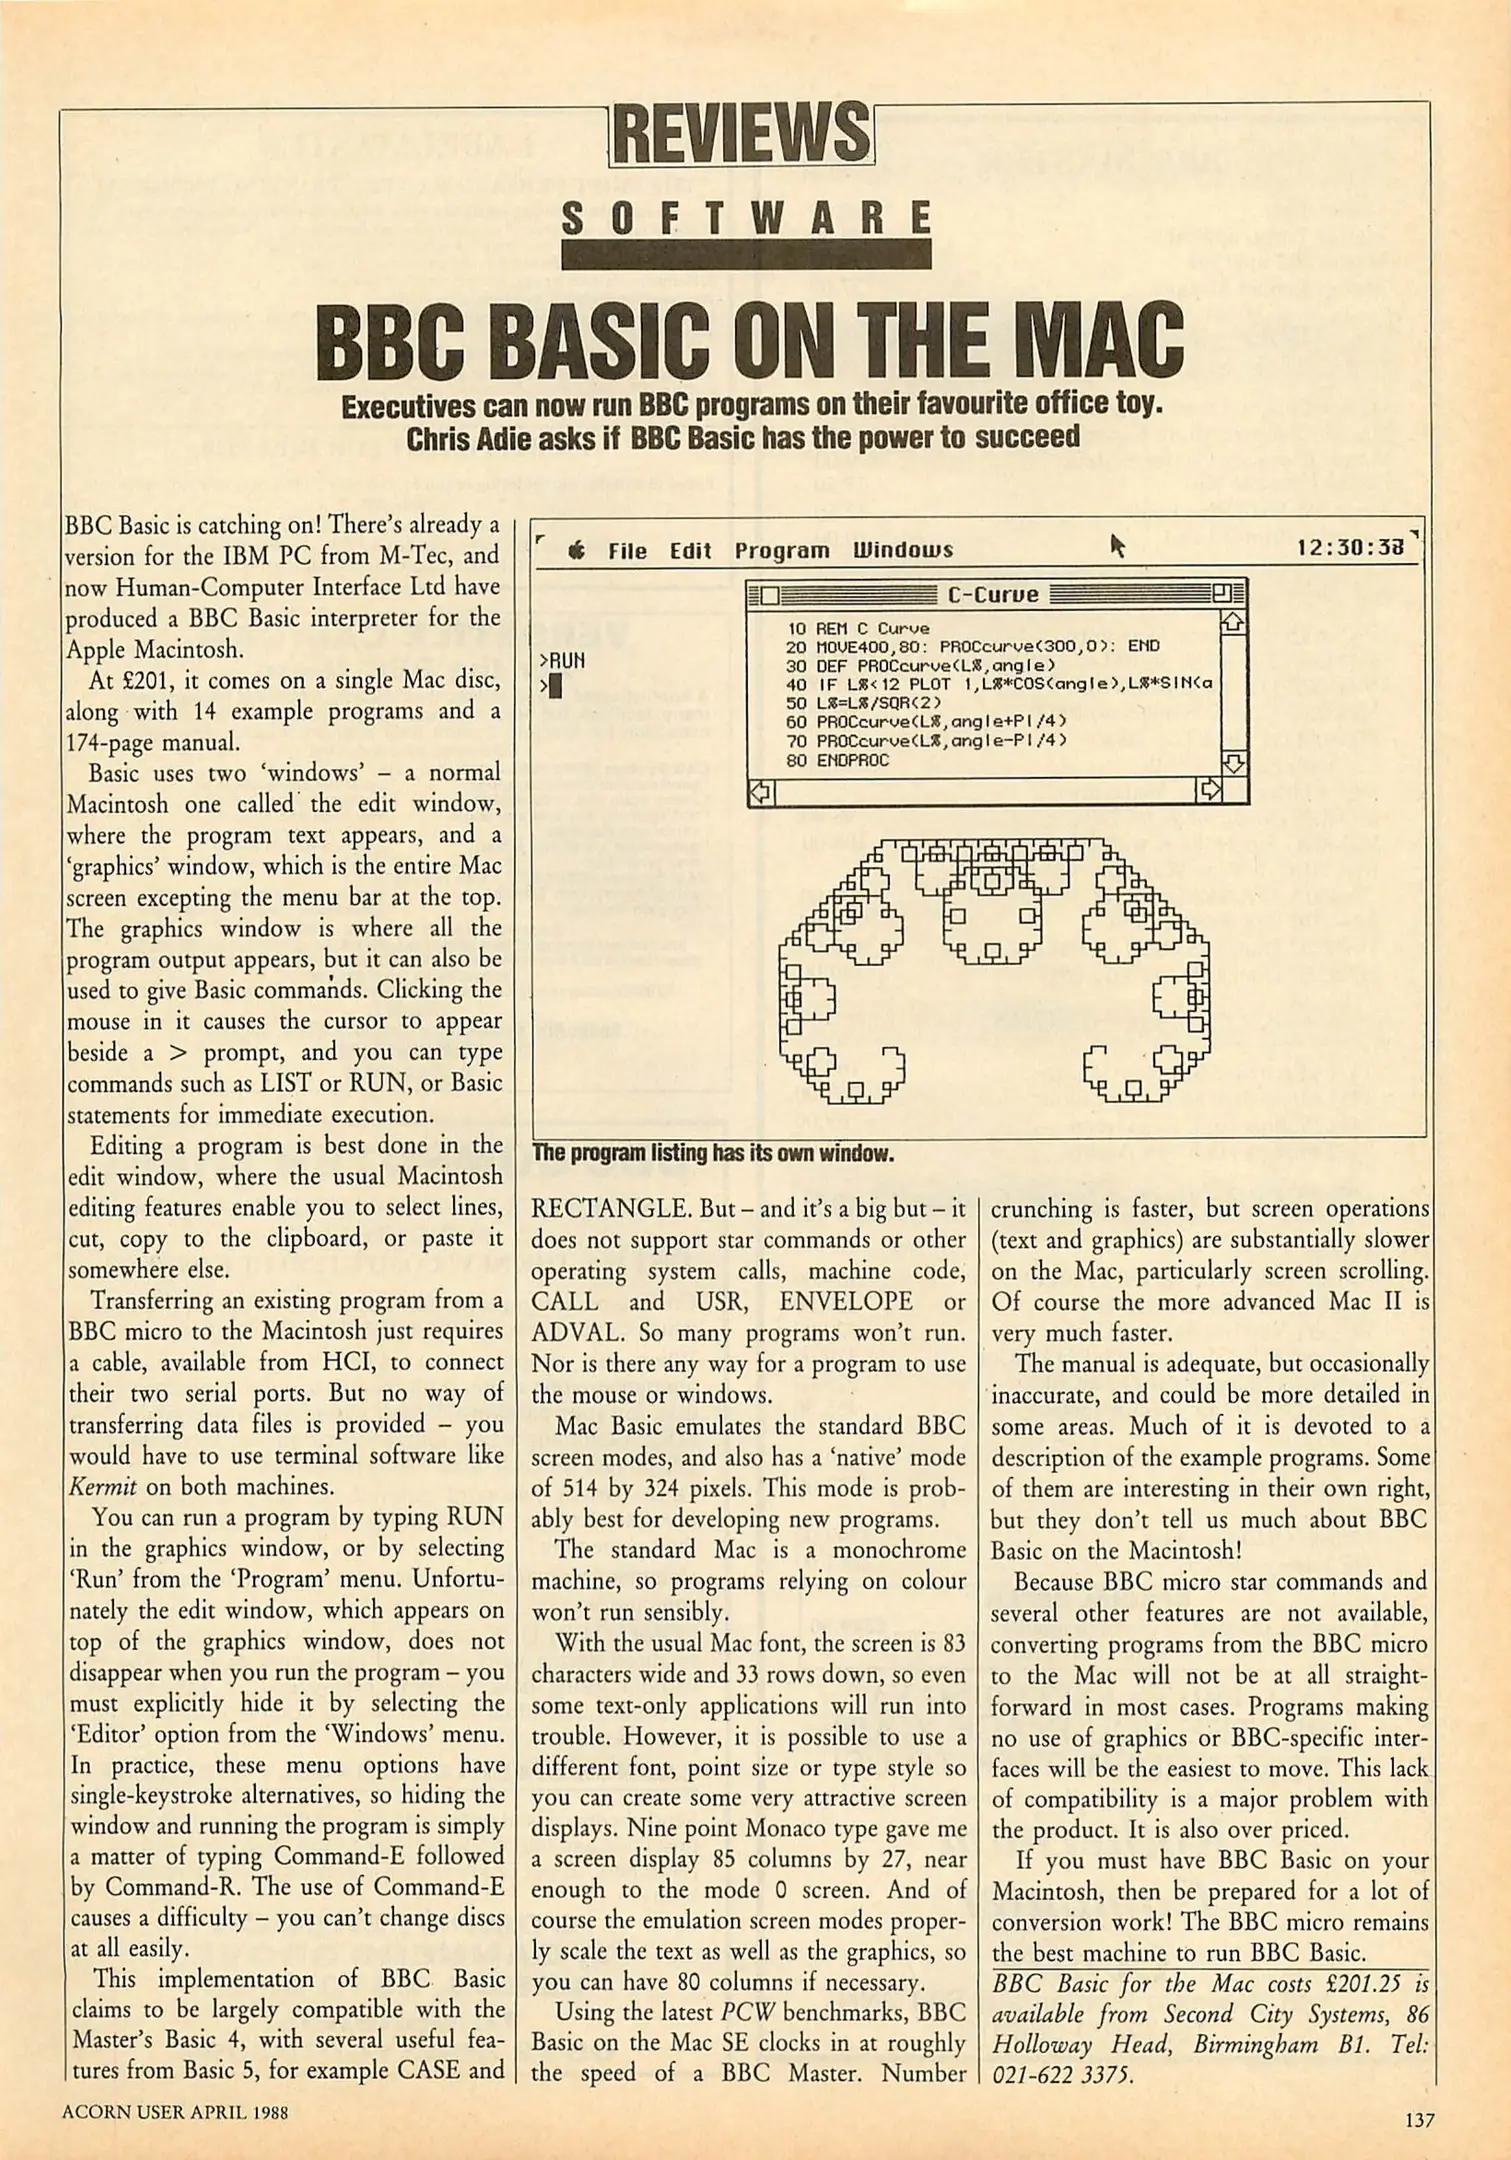 REVIEWS
SOFTWARE
BBC BASIC ON THE MAC
Executives can now run BBC programs on their favourite office toy.
Chris Adie asks if BBC Basic has the power to succeed
BBC Basic is catching on! There's already a
version for the IBM PC from M-Tec, and
now Human-Computer Interface Ltd have
produced a BBC Basic interpreter for the
Apple Macintosh.
At £201, it comes on a single Mac disc,
along with 14 example programs and a
174-page manual.
Basic uses two ‘windows’ – a normal
Macintosh one called the edit window,
where the program text appears, and a
‘graphics’ window, which is the entire Mac
screen excepting the menu bar at the top.
The graphics window is where all the
program output appears, but it can also be
used to give Basic commands. Clicking the
mouse in it causes the cursor to appear
beside a > prompt, and you can type
commands such as LIST or RUN, or Basic
statements for immediate execution.
Editing a program is best done in the
edit window, where the usual Macintosh
editing features enable you to select lines,
cut, copy to the clipboard, or paste it
somewhere else.
Transferring an existing program from a
BBC micro to the Macintosh just requires
a cable, available from HCI, to connect
their two serial ports. But no way of
transferring data files is provided – you
would have to use terminal software like
Kermit on both machines.
You can run a program by typing RUN
in the graphics window, or by selecting
‘Run’ from the ‘Program’ menu. Unfortu-
nately the edit window, which appears on
top of the graphics window, does not
disappear when you run the program – you
must explicitly hide it by selecting the
‘Editor’ option from the ‘Windows’ menu.
In practice, these menu options have
single-keystroke alternatives, so hiding the
window and running the program is simply
a matter of typing Command-E followed
by Command-R. The use of Command-E
causes a difficulty – you can't change discs
at all easily.
This implementation of BBC Basic
claims to be largely compatible with the
Master's Basic 4, with several useful fea-
tures from Basic 5, for example CASE and
File Edit Program Windows 12:30:38
C-Curve
10 REM C Curve
20 MOVE400,80: PROCcurve(300,0): END
30 DEF PROCcurve(L%,angle)
40 IF L%<12 PLOT 1,L%*COS(angle),L%*SIN(a
50 L%=L%/SQR(2)
60 PROCcurve(L%,angle+PI/4)
70 PROCcurve(L%,angle-PI/4)
80 ENDPROC
>RUN
>
The program listing has its own window.
RECTANGLE. But – and it's a big but – it
does not support star commands or other
operating system calls, machine code,
CALL and USR, ENVELOPE or
ADVAL. So many programs won't run.
Nor is there any way for a program to use
the mouse or windows.
Mac Basic emulates the standard BBC
screen modes, and also has a ‘native’ mode
of 514 by 324 pixels. This mode is prob-
ably best for developing new programs.
The standard Mac is a monochrome
machine, so programs relying on colour
won't run sensibly.
With the usual Mac font, the screen is 83
characters wide and 33 rows down, so even
some text-only applications will run into
trouble. However, it is possible to use a
different font, point size or type style so
you can create some very attractive screen
displays. Nine point Monaco type gave me
a screen display 85 columns by 27, near
enough to the mode 0 screen. And of
course the emulation screen modes proper-
ly scale the text as well as the graphics, so
you can have 80 columns if necessary.
Using the latest PCW benchmarks, BBC
Basic on the Mac SE clocks in at roughly
the speed of a BBC Master. Number
crunching is faster, but screen operations
(text and graphics) are substantially slower
on the Mac, particularly screen scrolling.
Of course the more advanced Mac II is
very much faster.
The manual is adequate, but occasionally
inaccurate, and could be more detailed in
some areas. Much of it is devoted to a
description of the example programs. Some
of them are interesting in their own right,
but they don't tell us much about BBC
Basic on the Macintosh!
Because BBC micro star commands and
several other features are not available,
converting programs from the BBC micro
to the Mac will not be at all straight-
forward in most cases. Programs making
no use of graphics or BBC-specific inter-
faces will be the easiest to move. This lack
of compatibility is a major problem with
the product. It is also over priced.
If you must have BBC Basic on your
Macintosh, then be prepared for a lot of
conversion work! The BBC micro remains
the best machine to run BBC Basic.
BBC Basic for the Mac costs £201.25 is
available from Second City Systems, 86
Holloway Head, Birmingham B1. Tel:
021-622 3375.
ACORN USER APRIL 1988
137